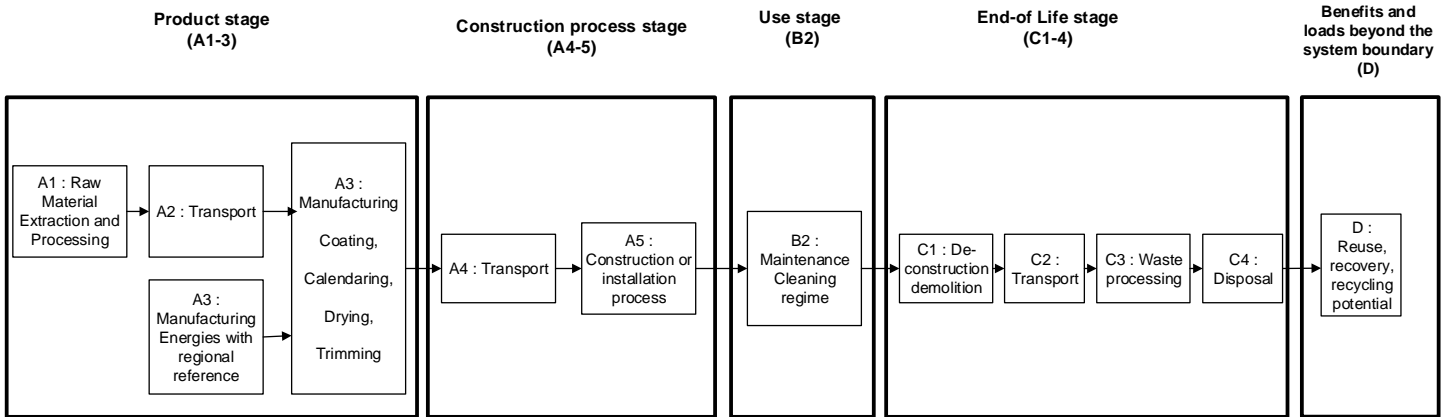 Product stage
(A1-3)
Construction process stage
(A4-5)
Use stage
(B2)
End-of Life stage
(C1-4)
Benefits and
loads beyond the
system boundary
(D)
A1 : Raw
Material
Extraction and
Processing
A2 : Transport
A3 :
Manufacturing
Energies with
regional
reference
A3 :
Manufacturing
Coating,
Calendaring,
Drying,
Trimming
A4 : Transport
A5 :
Construction or
installation
process
B2 :
Maintenance
Cleaning
regime
C1 : De-
construction
demolition
C2 :
Transport
C3 : Waste
processing
C4 :
Disposal
D :
Reuse,
recovery,
recycling
potential